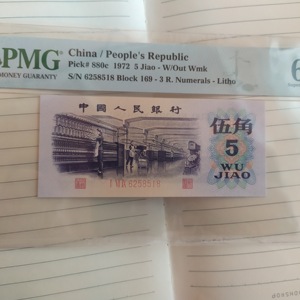 PMG
MONEY GUARANTY
China / People's Republic
Pick# 880c 1972 5 Jiao - W/Out Wmk
S/N 6258518 Block 169 - 3 R. Numerals - Litho
6
中国人民银行
伍角
5
WU
JIAO
6258518